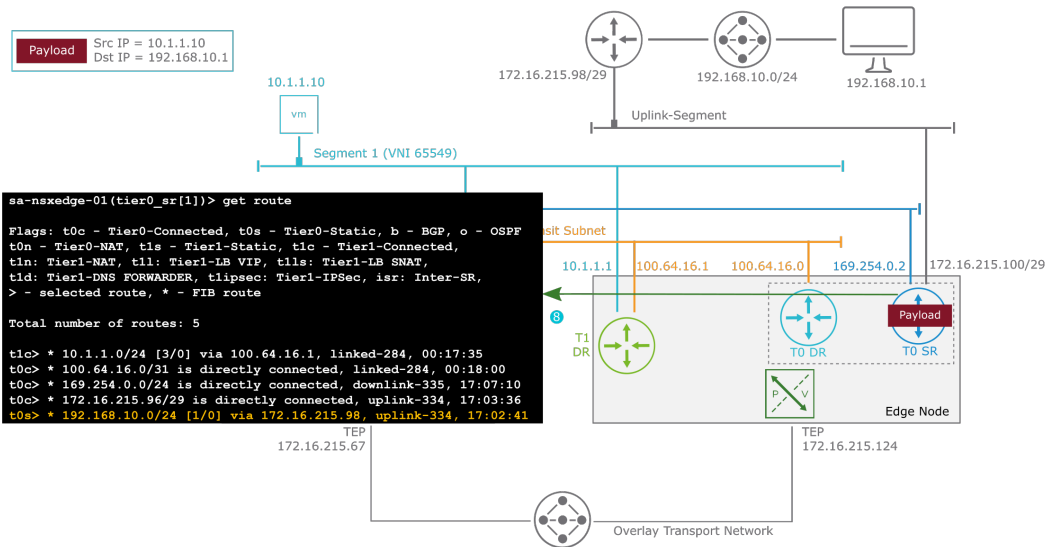 Payload
Src IP = 10.1.1.10
Dst IP = 192.168.10.1
172.16.215.98/29
192.168.10.0/24
192.168.10.1
10.1.1.10
vm
Uplink-Segment
Segment 1 (VNI 65549)
sa-nsxedge-01(tier0_sr[1])> get route
Flags: t0c - Tier0-Connected, t0s - Tier0-Static, b - BGP, o - OSPF
t0n - Tier0-NAT, t1s - Tier1-Static, t1c - Tier1-Connected,
t1n: Tier1-NAT, t1l: Tier1-LB VIP, t1ls: Tier1-LB SNAT,
t1d: Tier1-DNS FORWARDER, t1ipsec: Tier1-IPSec, isr: Inter-SR,
> - selected route, * - FIB route
Total number of routes: 5
t1c> * 10.1.1.0/24 [3/0] via 100.64.16.1, linked-284, 00:17:35
t0c> * 100.64.16.0/31 is directly connected, linked-284, 00:18:00
t0c> * 169.254.0.0/24 is directly connected, downlink-335, 17:07:10
t0c> * 172.16.215.96/29 is directly connected, uplink-334, 17:03:36
t0s> * 192.168.10.0/24 [1/0] via 172.16.215.98, uplink-334, 17:02:41
sit Subnet
10.1.1.1
100.64.16.1
100.64.16.0
169.254.0.2
172.16.215.100/29
8
Payload
T1
DR
T0 DR
T0 SR
P
V
Edge Node
TEP
172.16.215.67
TEP
172.16.215.124
Overlay Transport Network